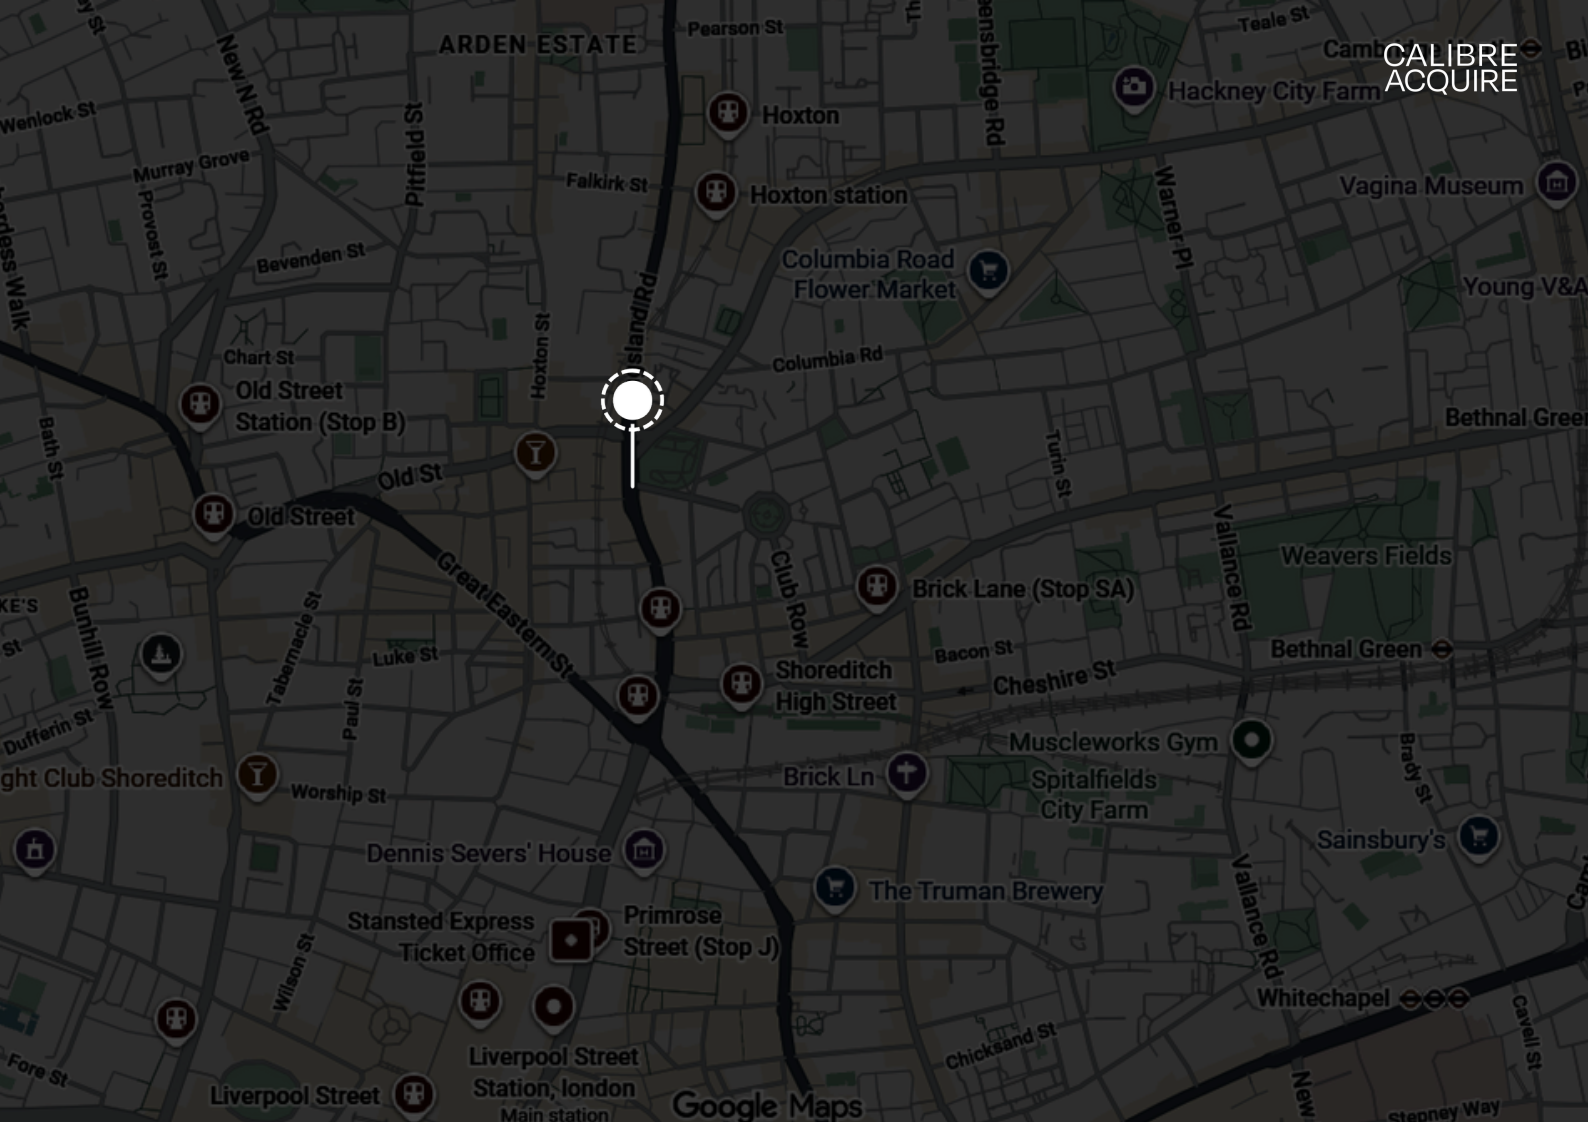 Pearson St
ARDEN ESTATE
Teale St
CALIBRE
ACQUIRE
New N Rd
Hackney City Farm
Wenlock St
Hoxton
Pitfield St
Murray Grove
Falkirk St
Hoxton station
Vagina Museum
Provost St
Warner Pl
Bevenden St
Columbia Road
Flower Market
Young V&A
Hoxton St
Chart St
Columbia Rd
Old Street
Station (Stop B)
Bethnal Green
Bath St
Turin St
Old St
Old Street
Vallance Rd
Weavers Fields
Great Eastern St
Club Row
Brick Lane (Stop SA)
KE'S
Bunhill Row
Tabernacle St
Luke St
Bacon St
Bethnal Green
Shoreditch
High Street
Cheshire St
Paul St
Dufferin St
Muscleworks Gym
ght Club Shoreditch
Brick Ln
Spitalfields
City Farm
Brady St
Worship St
Dennis Severs' House
Sainsbury's
The Truman Brewery
Vallance Rd
Stansted Express
Ticket Office
Primrose
Street (Stop J)
Wilson St
Whitechapel
Chicksand St
Cavell St
Fore St
Liverpool Street
Station, london
Main station
Liverpool Street
Google Maps
New
Stepney Way